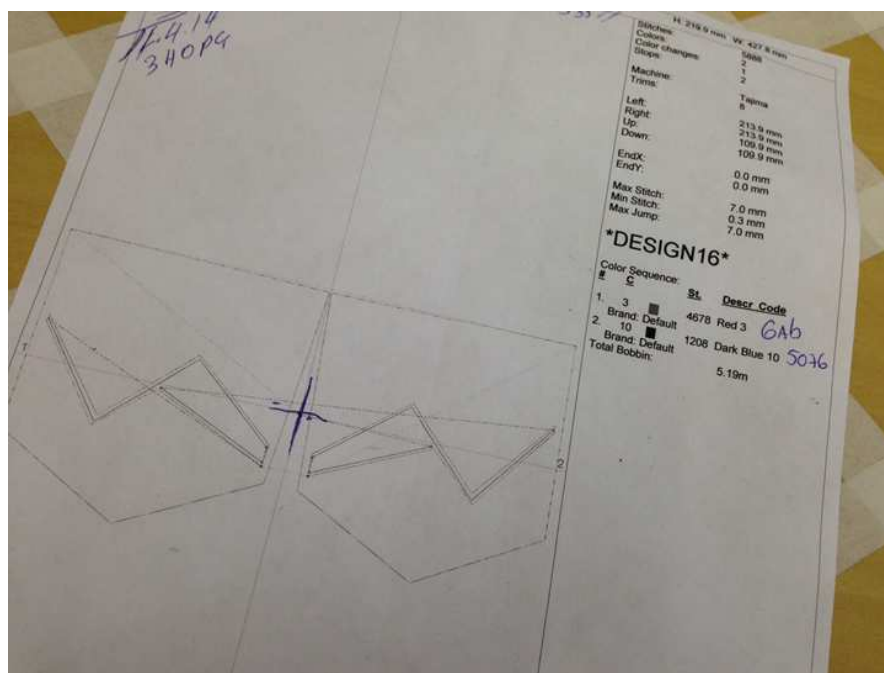 3НОРG
H: 219.9 mm W: 427.8 mm
Stitches: 5886
Colors: 2
Color changes: 1
Stops: 2
Machine: Tajima
Trims: 8
Left: 213.9 mm
Right: 213.9 mm
Up: 109.9 mm
Down: 109.9 mm
EndX: 0.0 mm
EndY: 0.0 mm
Max Stitch: 7.0 mm
Min Stitch: 0.3 mm
Max Jump: 7.0 mm
*DESIGN16*
Color Sequence:
# C St. Descr Code
1. 3 4678 Red 3 6Ab
Brand: Default
2. 10 1208 Dark Blue 10 5076
Brand: Default
Total Bobbin: 5.19m
1
2